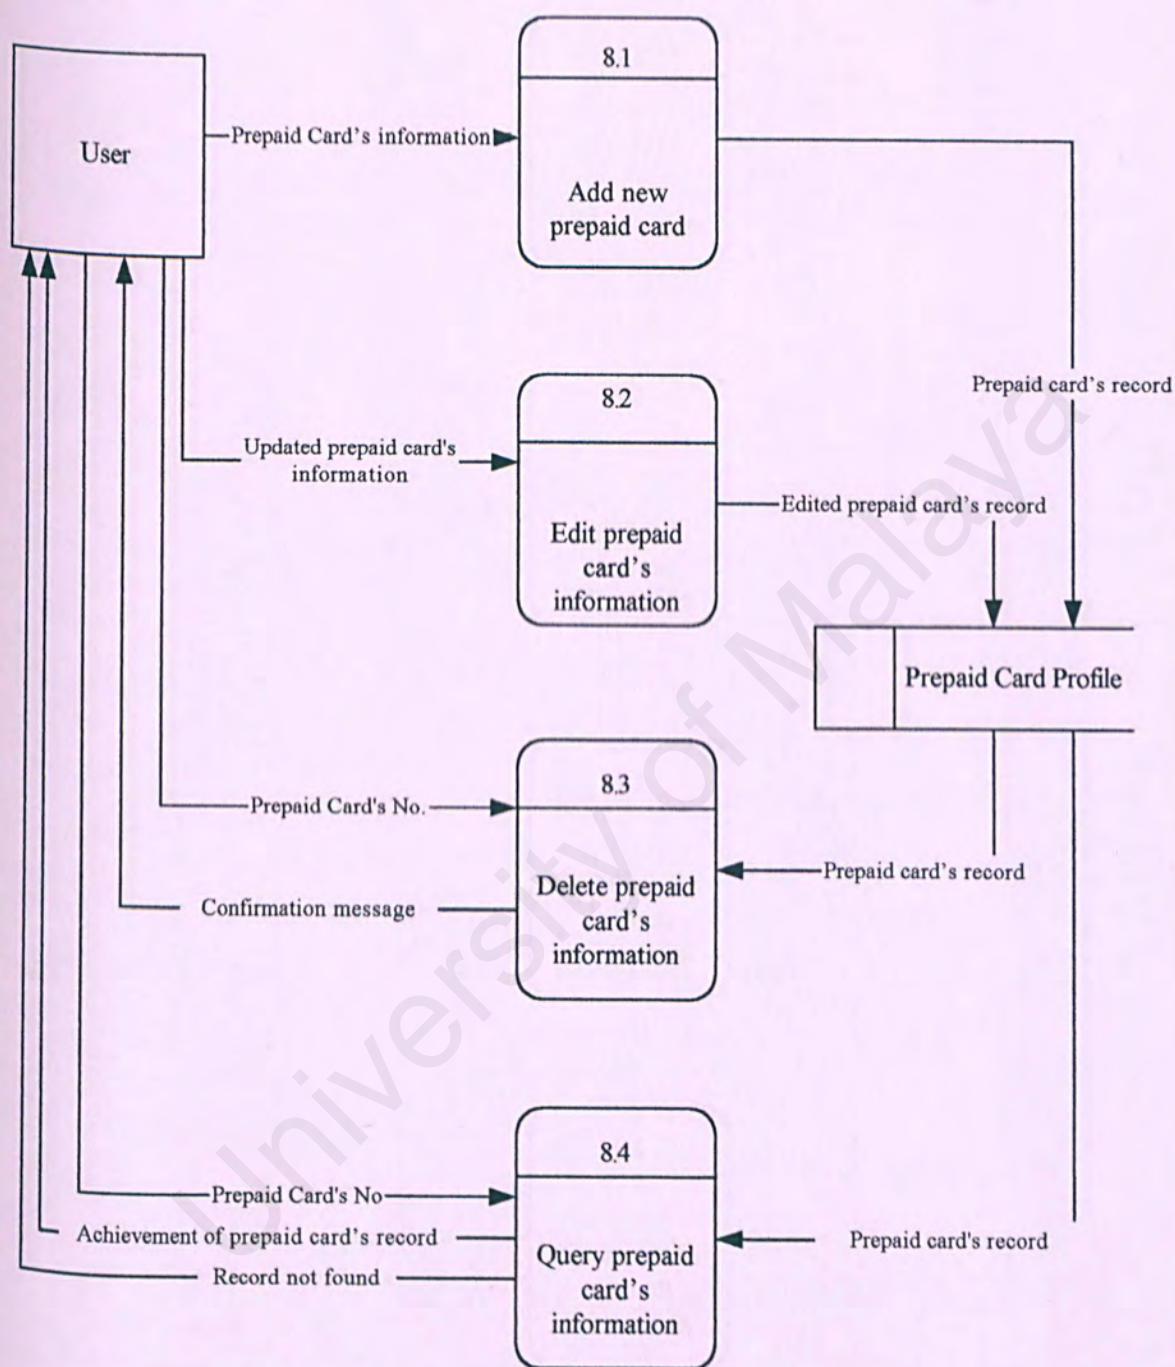 8.1
User
Prepaid Card's information
Add new
prepaid card
Prepaid card's record
8.2
Updated prepaid card's
information
Edited prepaid card's record
Edit prepaid
card's
information
Prepaid Card Profile
8.3
Prepaid Card's No.
Prepaid card's record
Delete prepaid
card's
information
Confirmation message
8.4
Prepaid Card's No
Achievement of prepaid card's record
Prepaid card's record
Query prepaid
card's
information
Record not found
University of Malaya